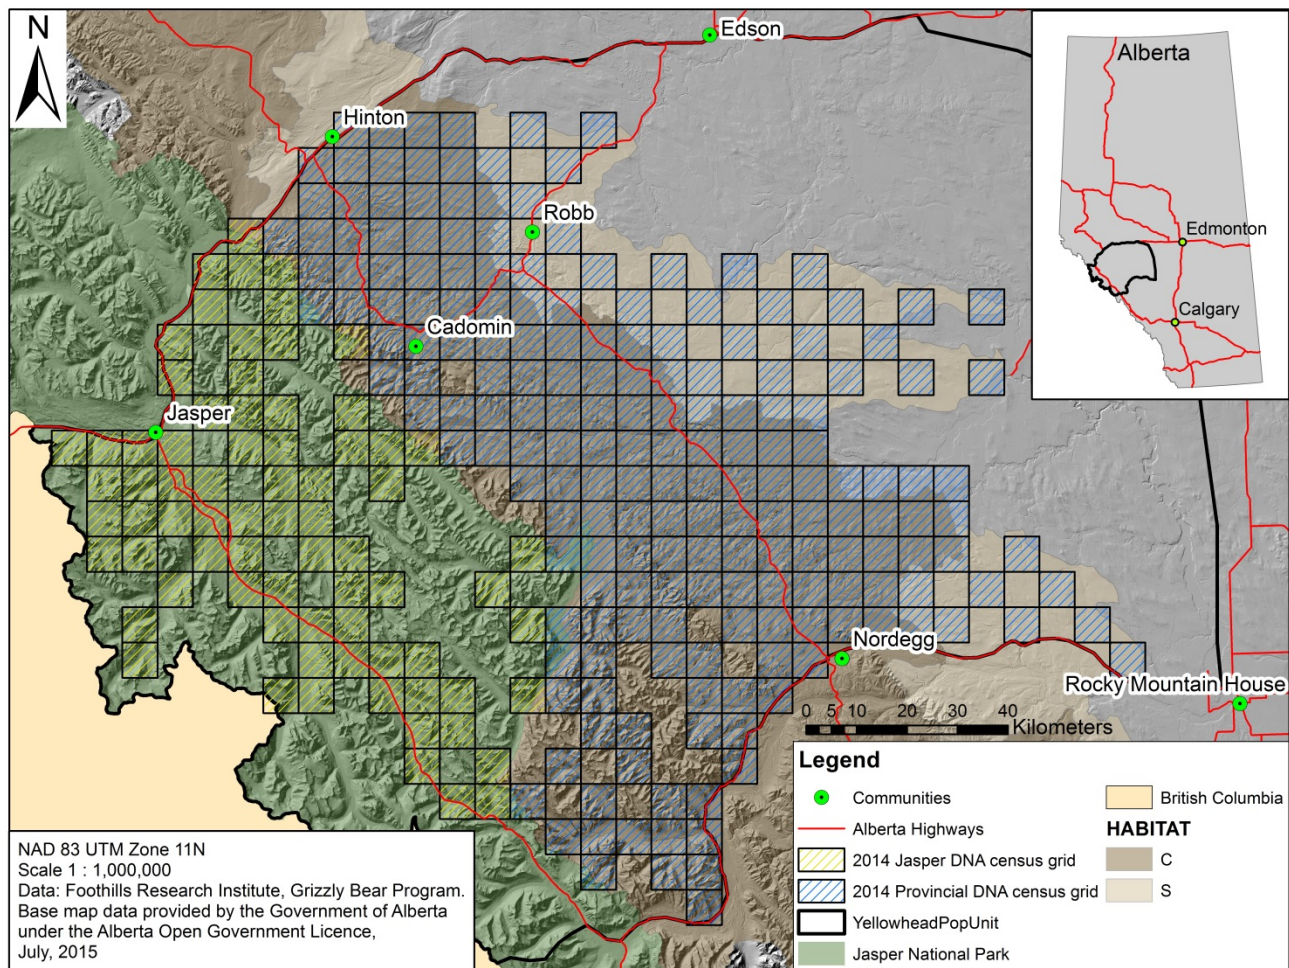 N
Edson
Alberta
Hinton
Robb
Edmonton
Calgary
Cadomin
Jasper
Nordegg
Rocky Mountain House
0 5 10 20 30 40
Kilometers
Legend
Communities
Alberta Highways
2014 Jasper DNA census grid
2014 Provincial DNA census grid
YellowheadPopUnit
Jasper National Park
British Columbia
HABITAT
C
S
NAD 83 UTM Zone 11N
Scale 1 : 1,000,000
Data: Foothills Research Institute, Grizzly Bear Program.
Base map data provided by the Government of Alberta
under the Alberta Open Government Licence,
July, 2015